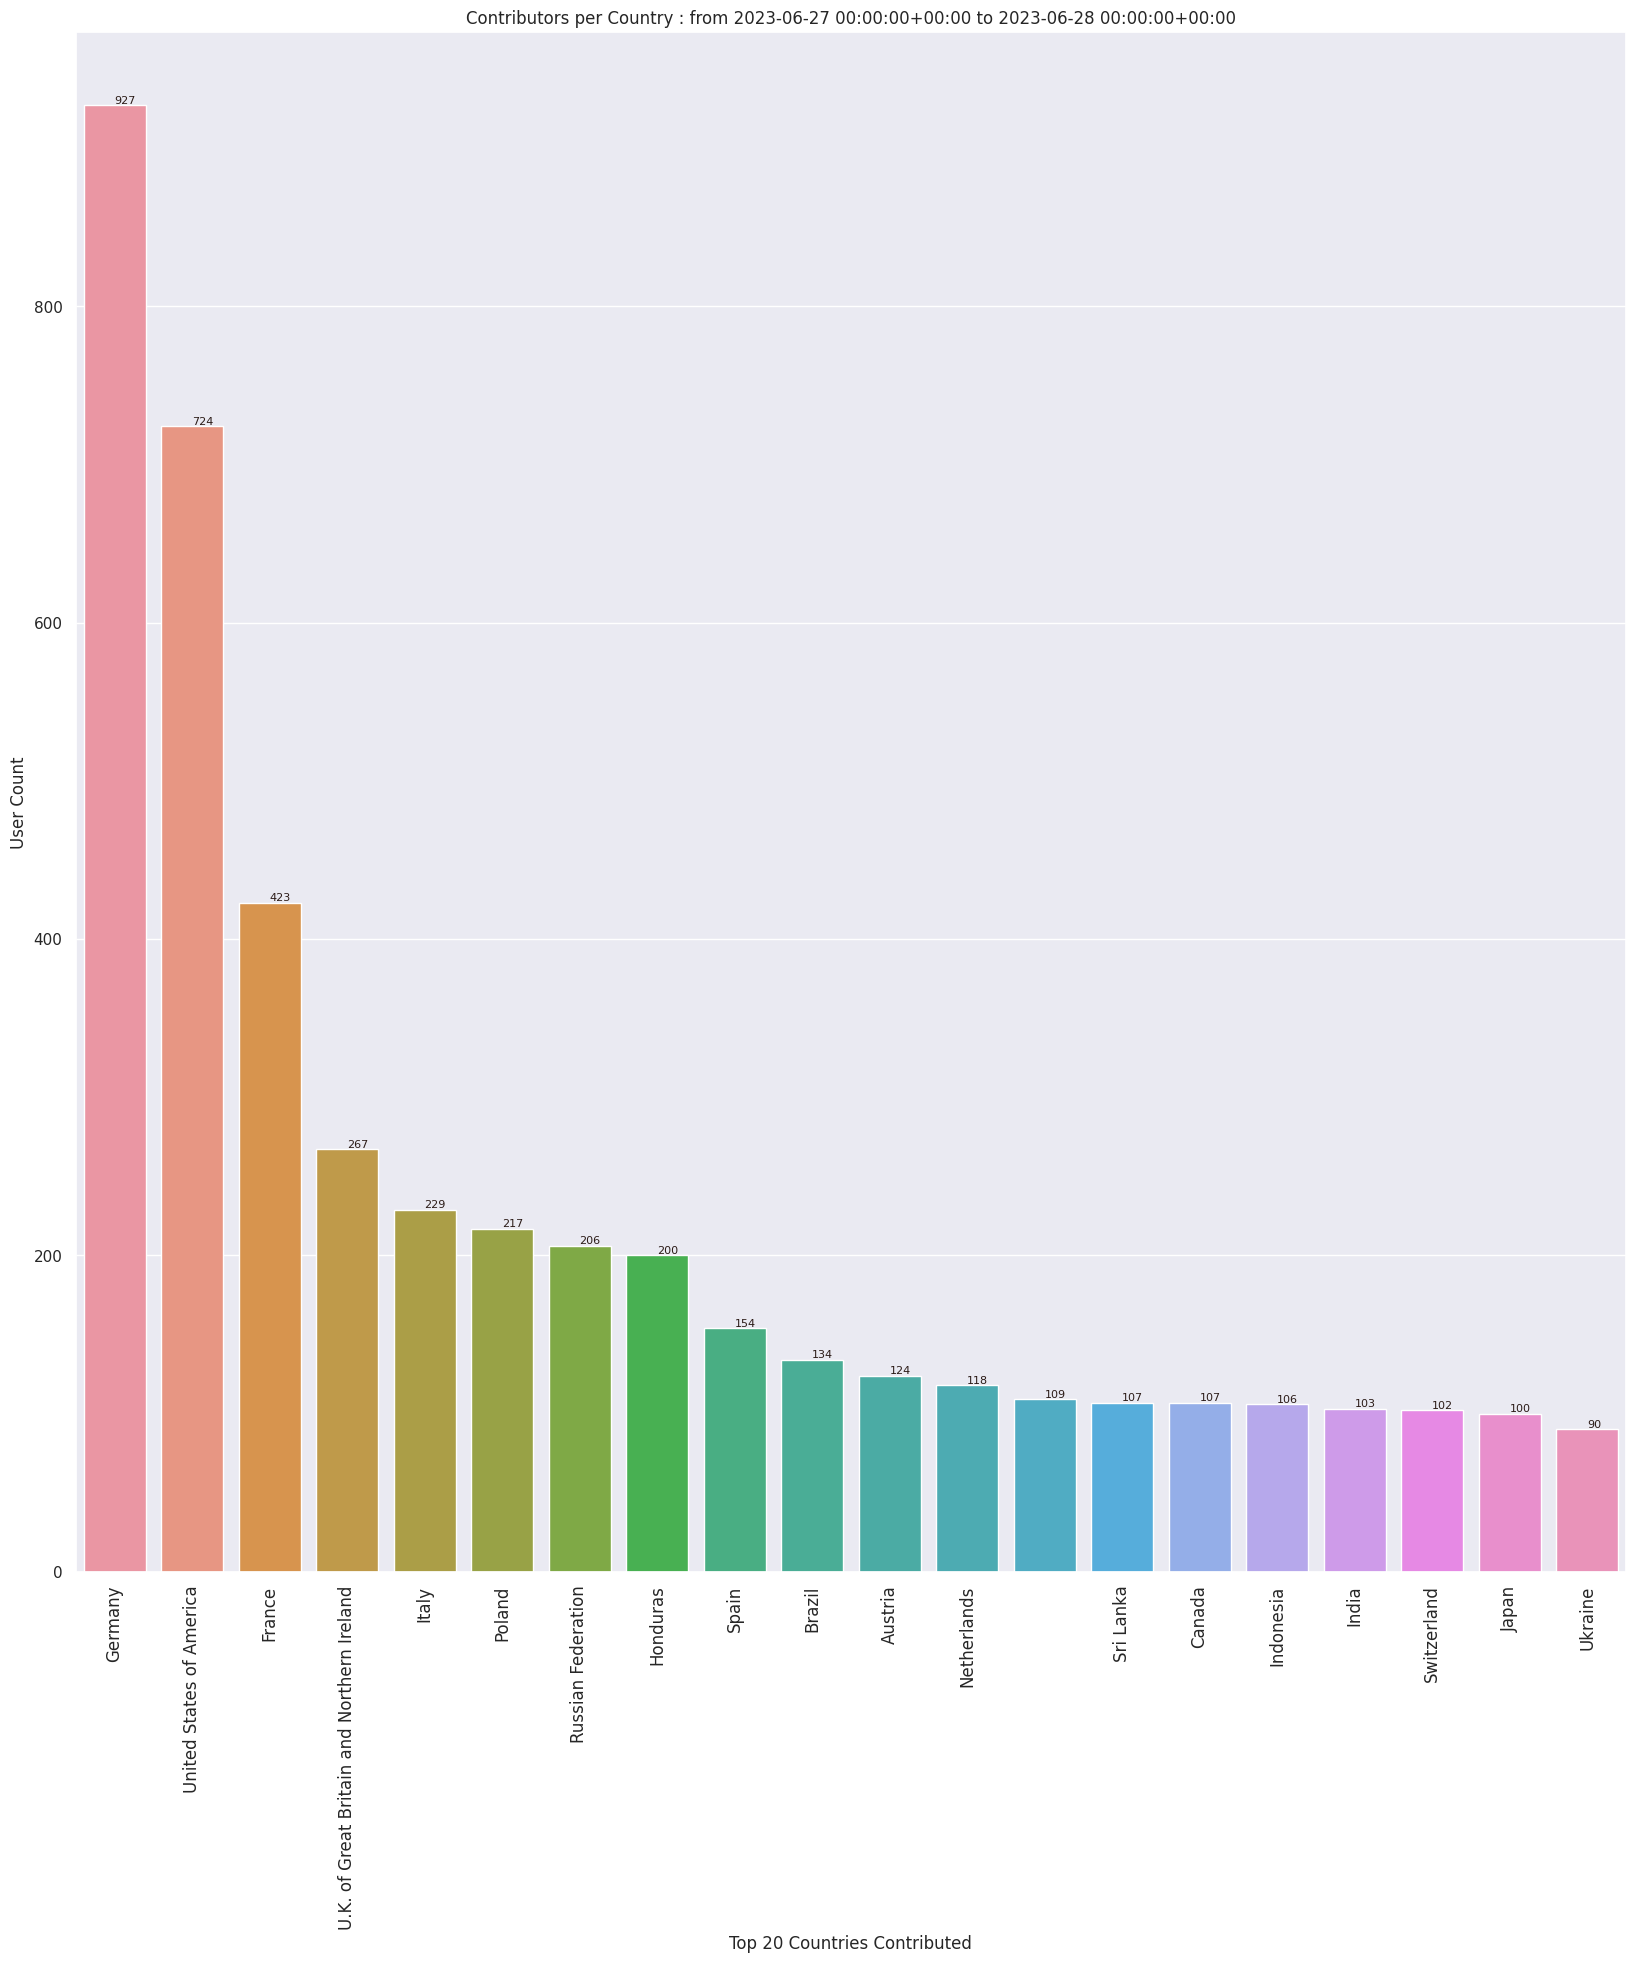 Contributors per Country : from 2023-06-27 00:00:00+00:00 to 2023-06-28 00:00:00+00:00
User Count
800
600
400
200
0
927
724
423
267
229
217
206
200
154
134
124
118
109
107
107
106
103
102
100
90
Germany
United States of America
France
U.K. of Great Britain and Northern Ireland
Italy
Poland
Russian Federation
Honduras
Spain
Brazil
Austria
Netherlands
Sri Lanka
Canada
Indonesia
India
Switzerland
Japan
Ukraine
Top 20 Countries Contributed